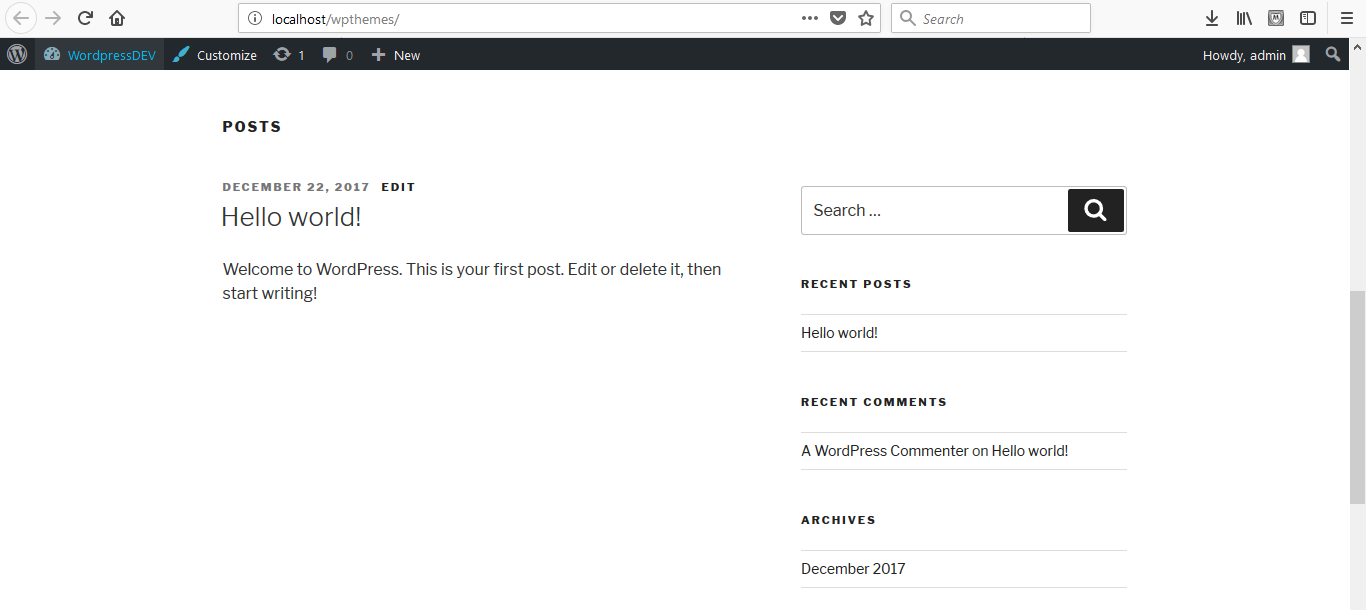 localhost/wpthemes/
Search
WordpressDEV Customize 1 0 New Howdy, admin
POSTS
DECEMBER 22, 2017 EDIT
Hello world!
Welcome to WordPress. This is your first post. Edit or delete it, then
start writing!
Search …
RECENT POSTS
Hello world!
RECENT COMMENTS
A WordPress Commenter on Hello world!
ARCHIVES
December 2017